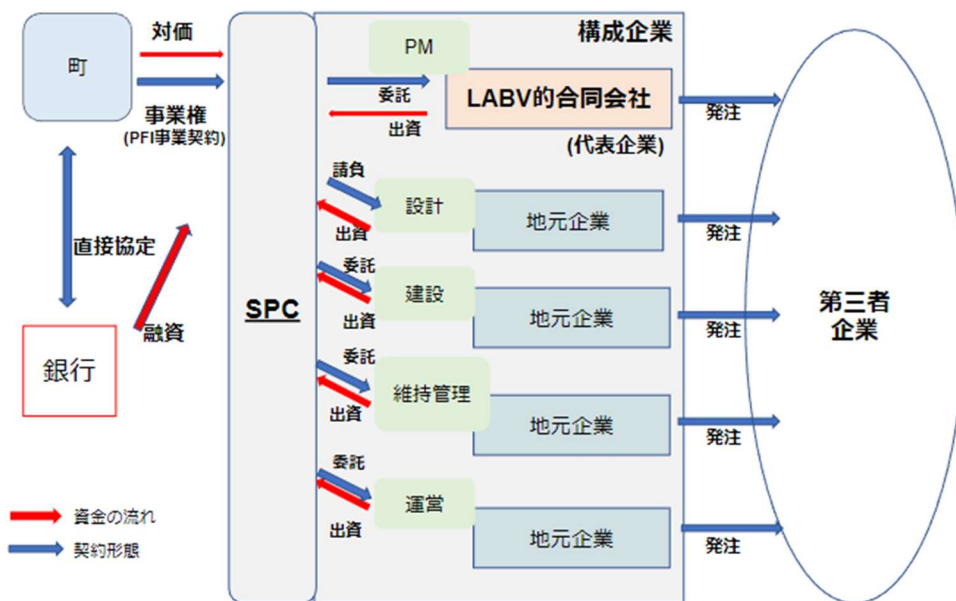 町
対価
事業権
(PFI事業契約)
直接協定
融資
銀行
資金の流れ
契約形態
SPC
構成企業
PM
委託
出資
LABV的合同会社
(代表企業)
発注
請負
出資
設計
地元企業
発注
委託
出資
建設
地元企業
発注
委託
出資
維持管理
地元企業
発注
委託
出資
運営
地元企業
発注
第三者
企業